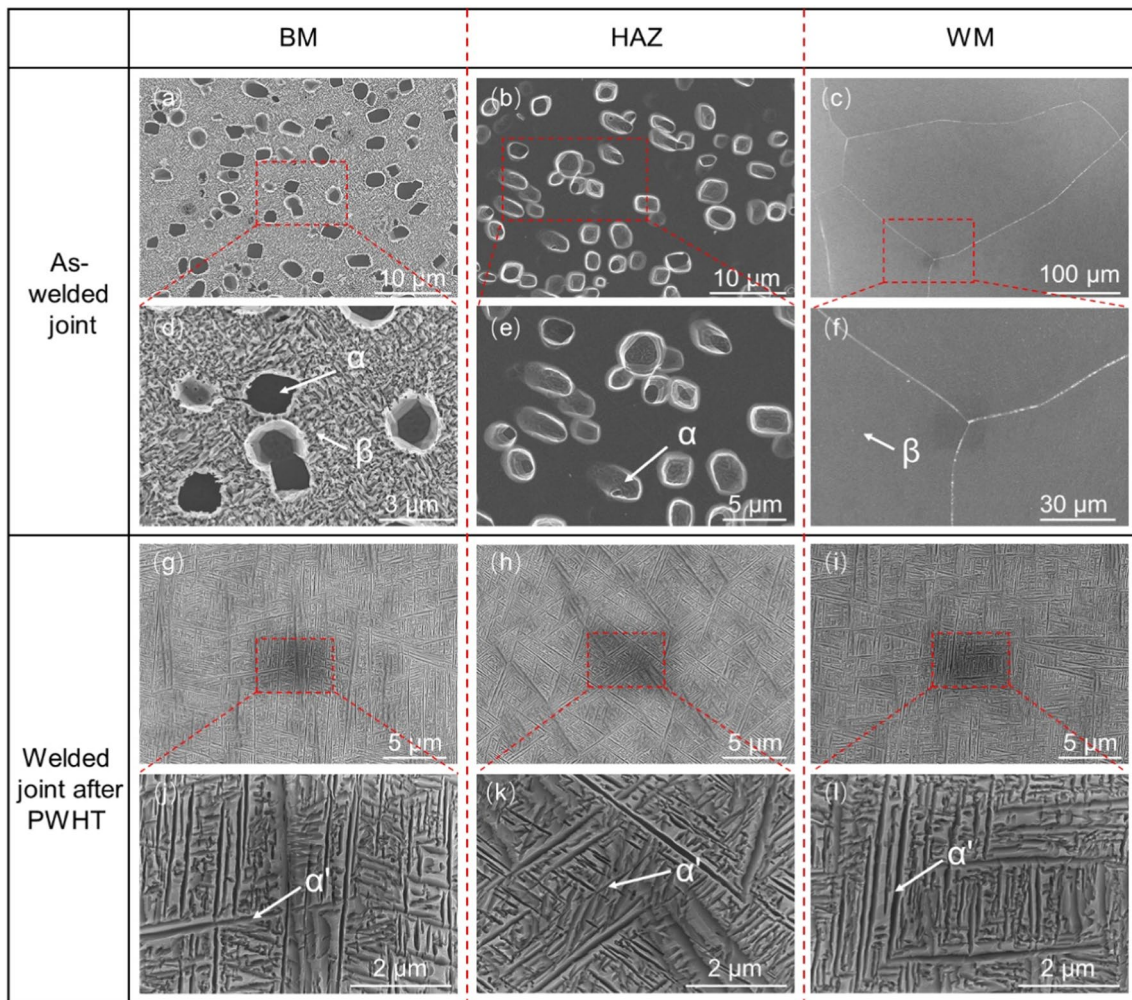 BM
HAZ
WM
As-
welded
joint
(a)
10 μm
(b)
10 μm
(c)
100 μm
(d)
α
β
3 μm
(e)
α
5 μm
(f)
β
30 μm
Welded
joint after
PWHT
(g)
5 μm
(h)
5 μm
(i)
5 μm
(j)
α'
2 μm
(k)
α'
2 μm
(l)
α'
2 μm